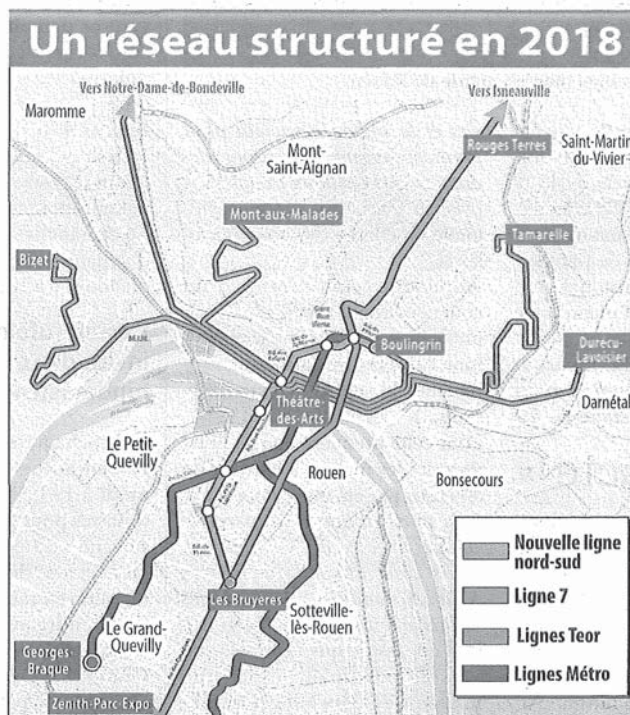 Un réseau structuré en 2018
Vers Notre-Dame-de-Bondeville
Vers Isneauville
Maromme
Rouges Terres
Saint-Martin
du-Vivier
Mont-
Saint-Aignan
Mont-aux-Malades
Tamarelle
Bizet
Boulingrin
Durécu-
Lavoisier
Théâtre-
des-Arts
Darnétal
Le Petit-
Quevilly
Rouen
Bonsecours
Nouvelle ligne
nord-sud
Ligne 7
Lignes Teor
Lignes Métro
Les Bruyères
Le Grand-
Quevilly
Sotteville-
lès-Rouen
Georges-
Braque
Zénith-Parc-Expo